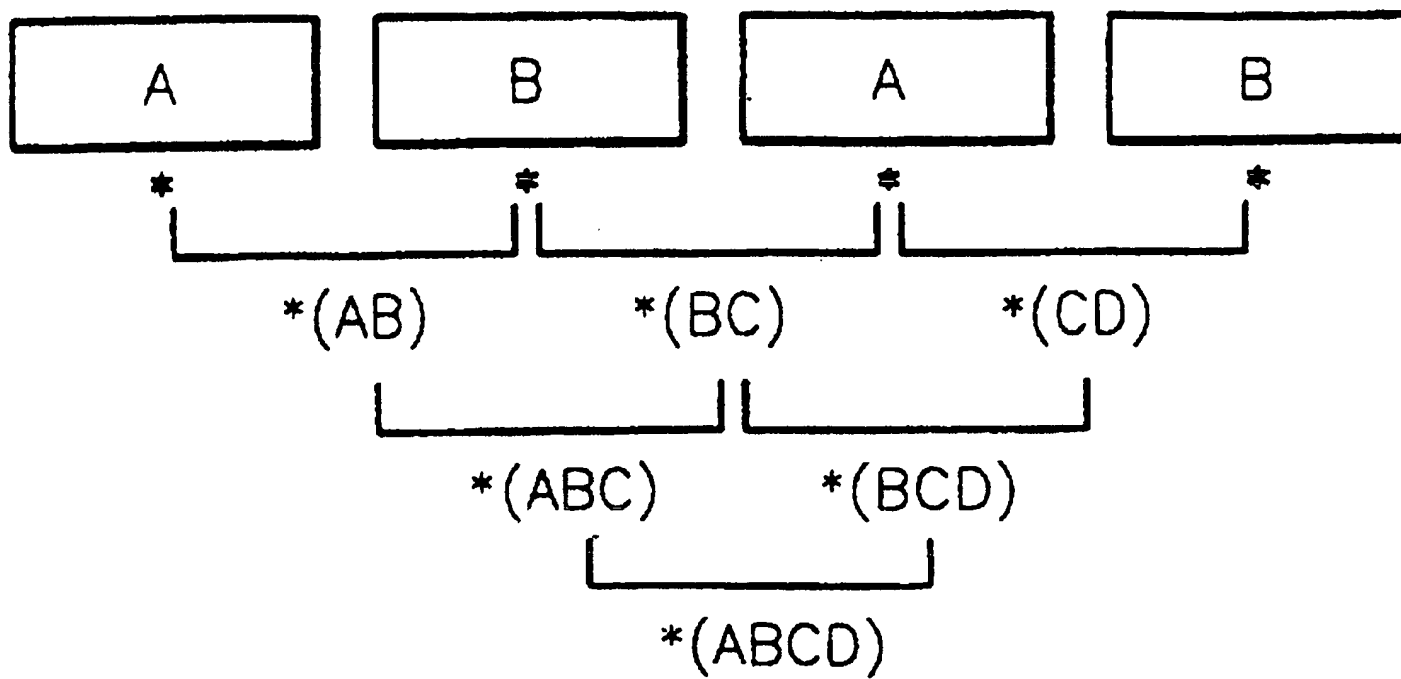 A B A B
* * * *
*(AB) *(BC) *(CD)
*(ABC) *(BCD)
*(ABCD)